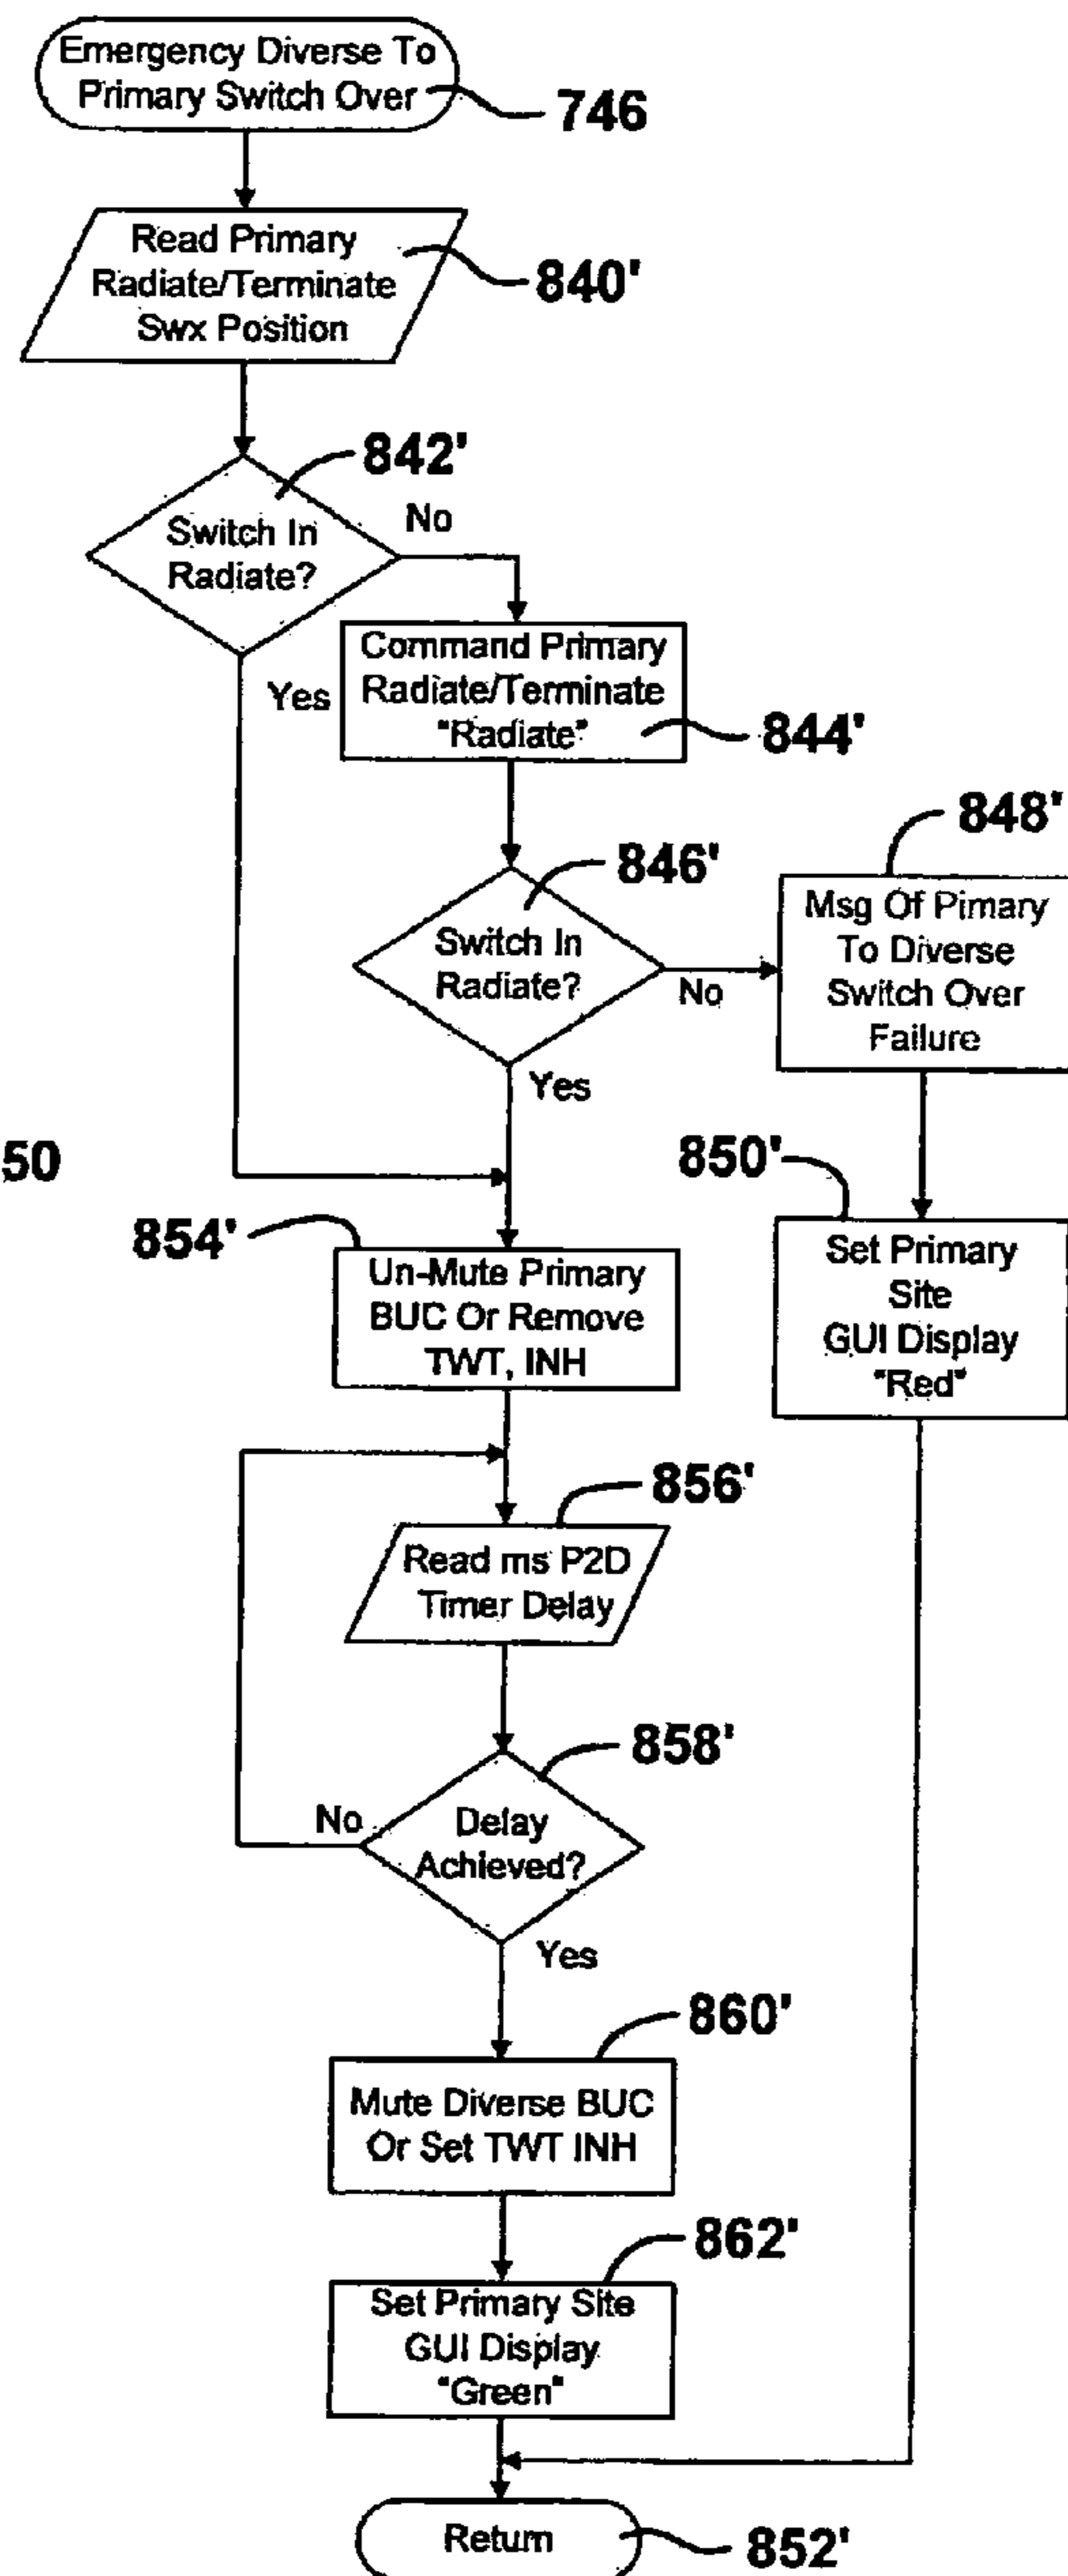 Emergency Diverse To
Primary Switch Over
746
Read Primary
Radiate/Terminate
Swx Position
840'
842'
Switch In
Radiate?
No
Yes
Command Primary
Radiate/Terminate
"Radiate"
844'
846'
Switch In
Radiate?
No
Yes
848'
Msg Of Pimary
To Diverse
Switch Over
Failure
50
850'
Set Primary
Site
GUI Display
"Red"
854'
Un-Mute Primary
BUC Or Remove
TWT, INH
856'
Read ms P2D
Timer Delay
858'
Delay
Achieved?
No
Yes
860'
Mute Diverse BUC
Or Set TWT INH
862'
Set Primary Site
GUI Display
"Green"
Return
852'